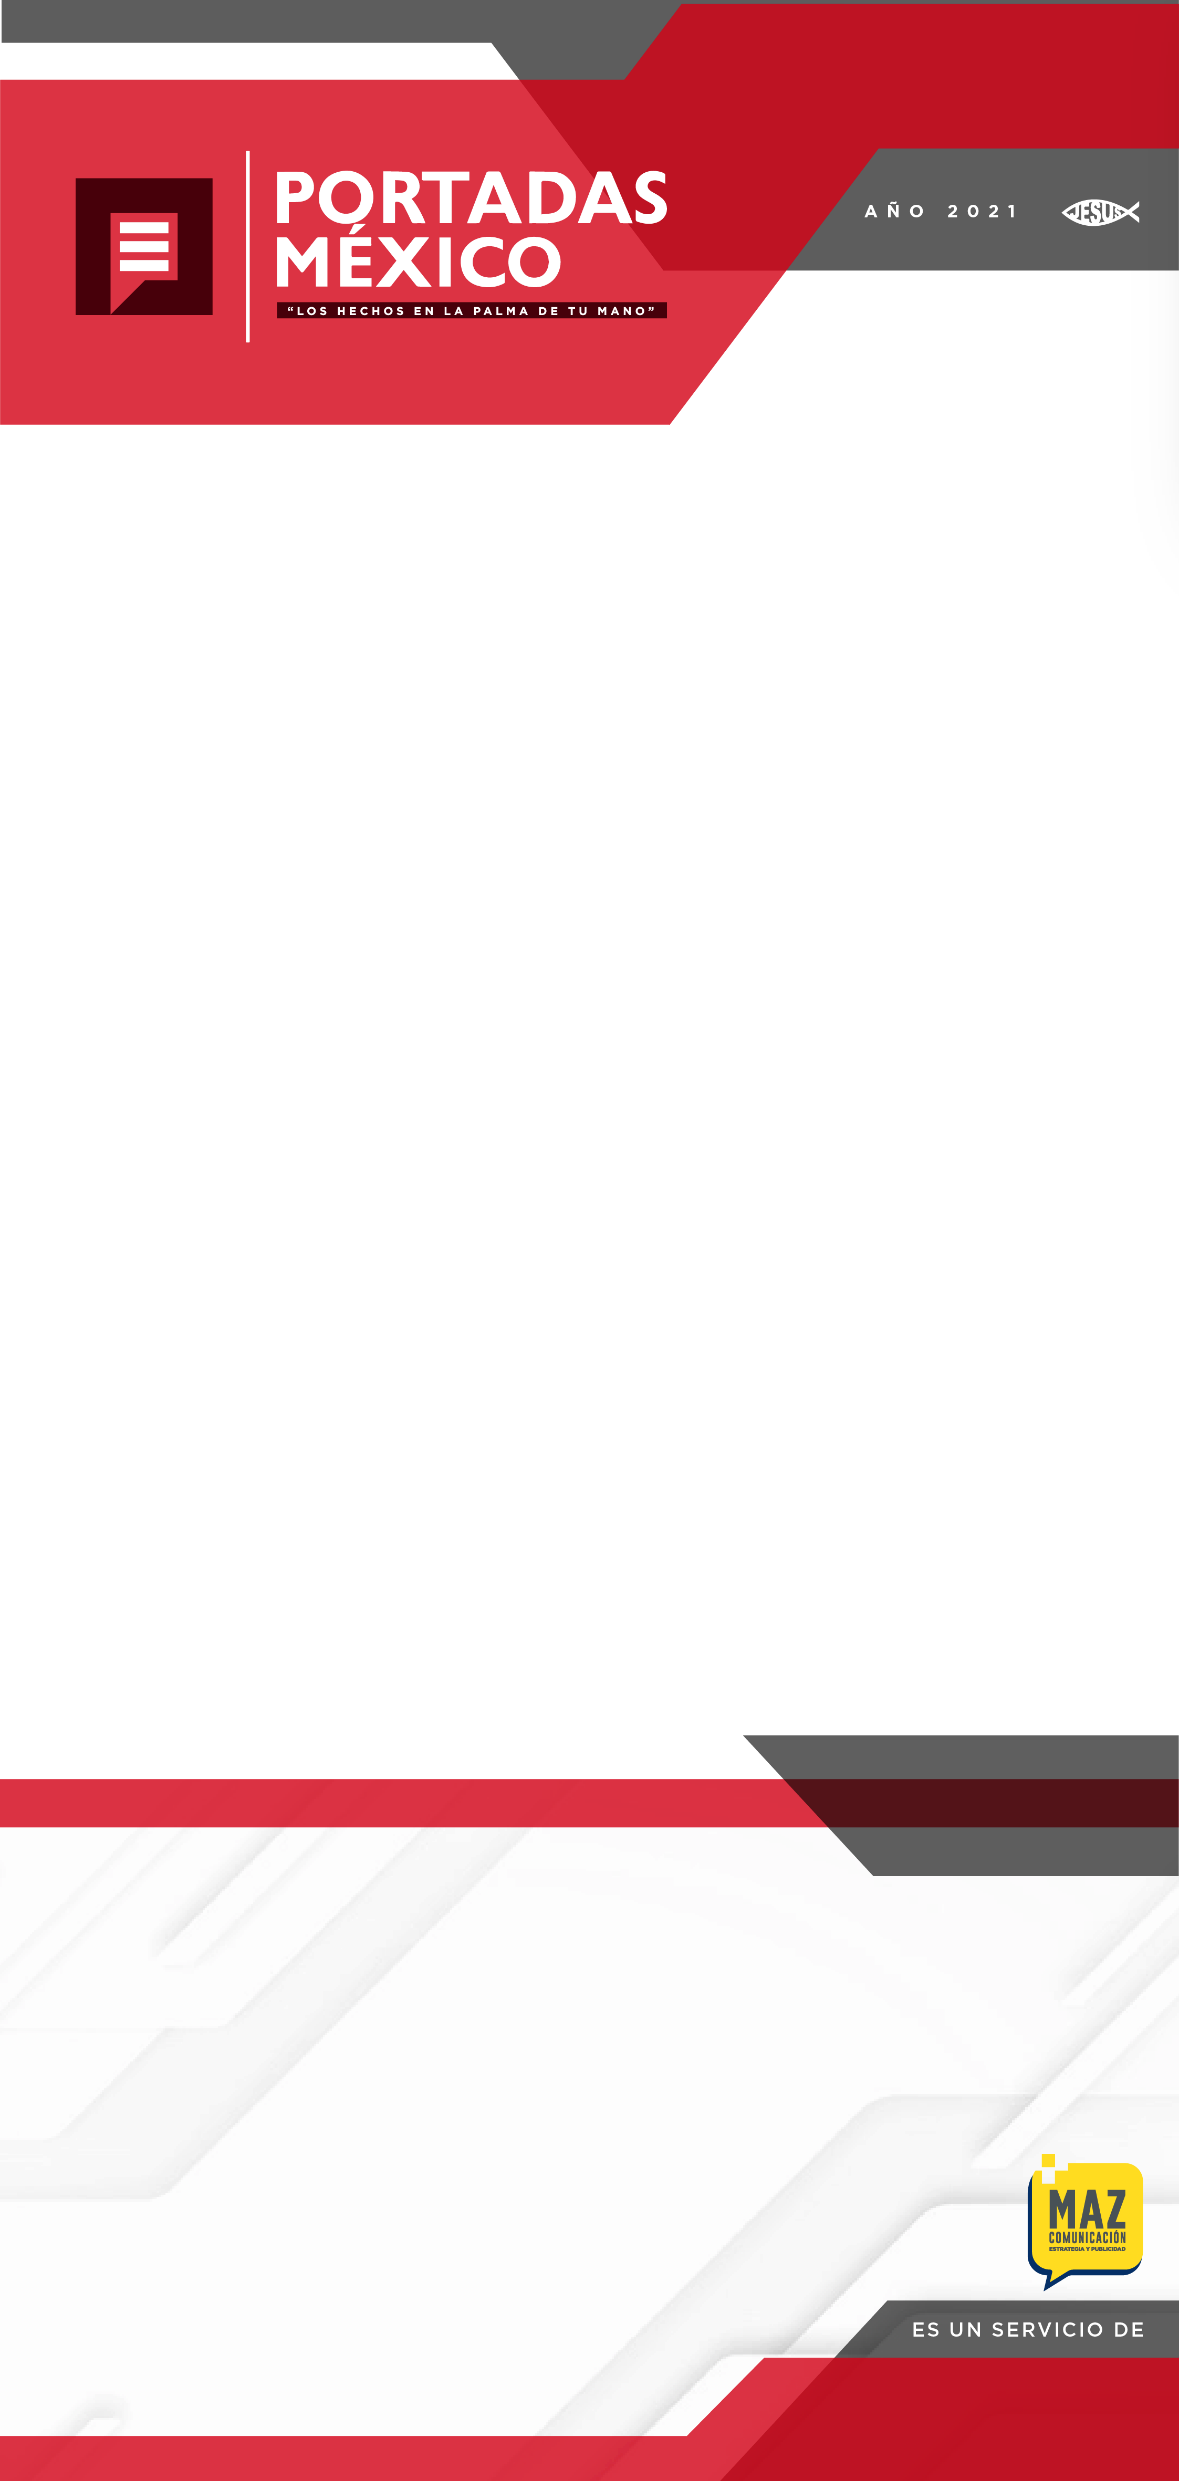 PORTADAS
MÉXICO
“LOS HECHOS EN LA PALMA DE TU MANO”
AÑO 2021
JESUS
MAZ
COMUNICACIÓN
ESTRATEGIA Y PUBLICIDAD
ES UN SERVICIO DE